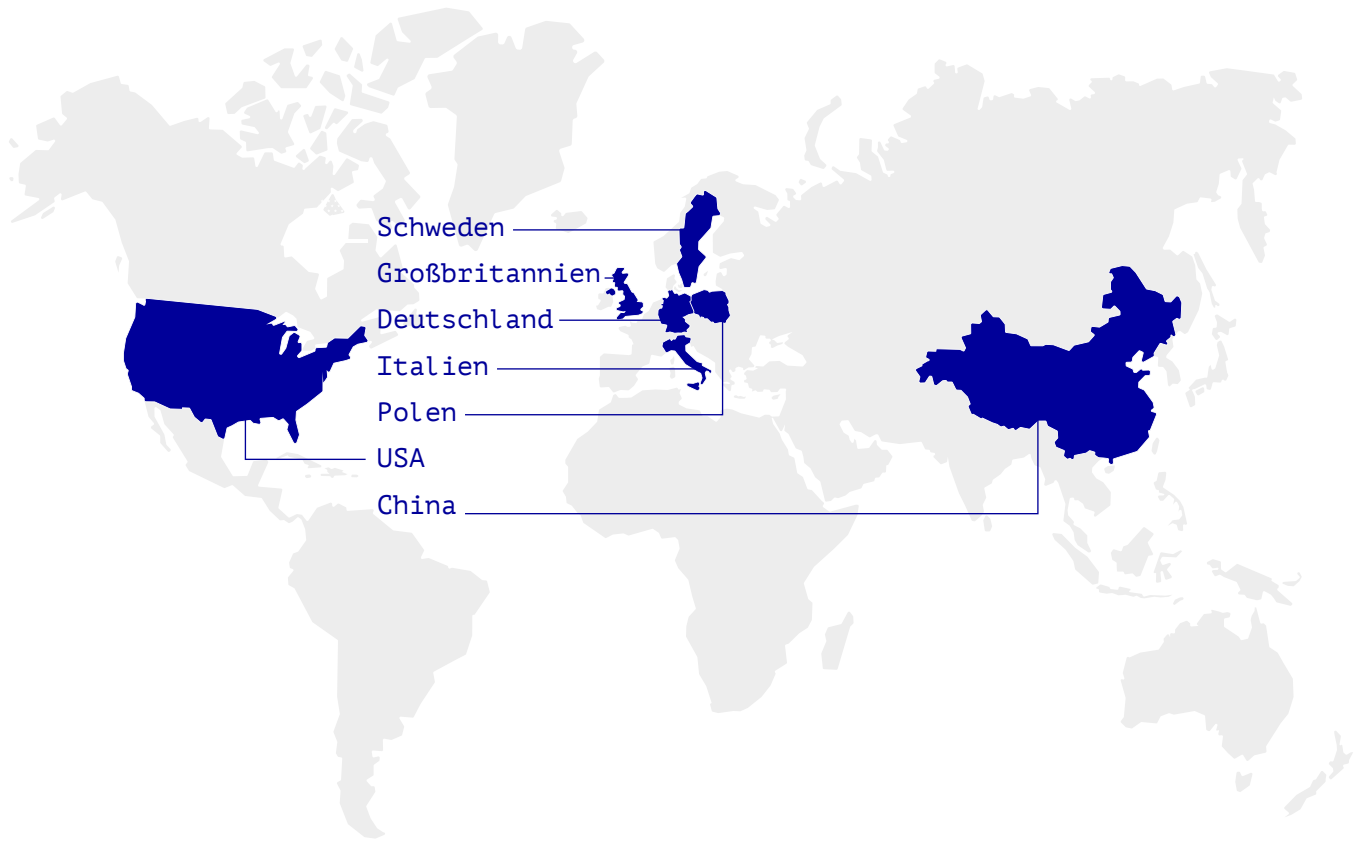 Schweden
Großbritannien
Deutschland
Italien
Polen
USA
China